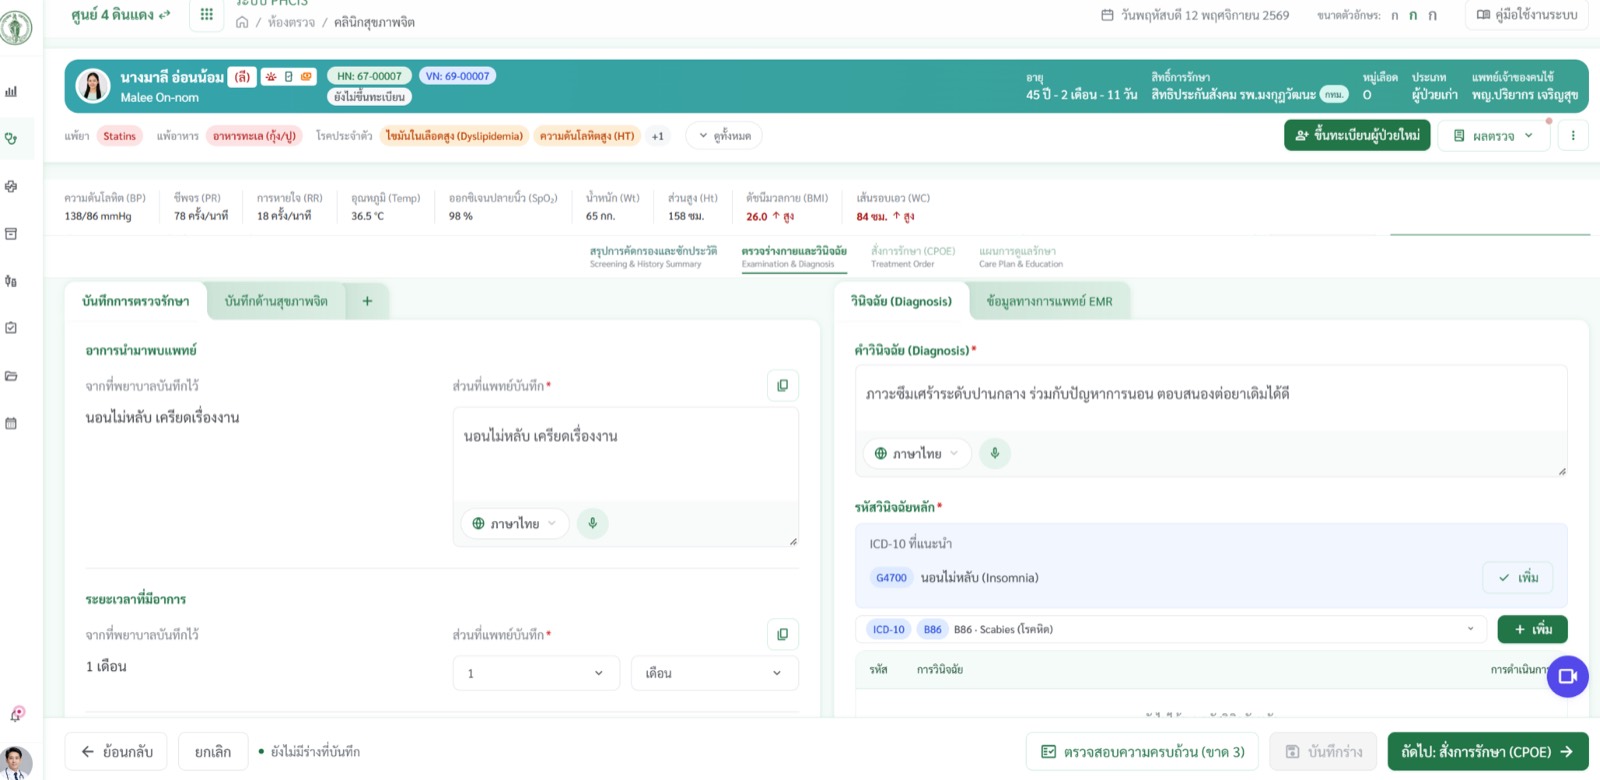 ศูนย์ 4 ดินแดง
ระบบ PHCIS
/ ห้องตรวจ / คลินิกสุขภาพจิต
วันพฤหัสบดี 12 พฤศจิกายน 2569
ขนาดตัวอักษร: ก ก ก
คู่มือใช้งานระบบ
นางมาลี อ่อนน้อม (ลี)
HN: 67-00007
VN: 69-00007
Malee On-nom
ยังไม่ขึ้นทะเบียน
อายุ
45 ปี - 2 เดือน - 11 วัน
สิทธิ์การรักษา
สิทธิประกันสังคม รพ.มงกุฎวัฒนะ กทม.
หมู่เลือด
O
ประเภท
ผู้ป่วยเก่า
แพทย์เจ้าของคนไข้
พญ.ปริยากร เจริญสุข
แพ้ยา Statins แพ้อาหาร อาหารทะเล (กุ้ง/ปู) โรคประจำตัว ไขมันในเลือดสูง (Dyslipidemia) ความดันโลหิตสูง (HT) +1 ดูทั้งหมด
ขึ้นทะเบียนผู้ป่วยใหม่
ผลตรวจ
ความดันโลหิต (BP)
138/86 mmHg
ชีพจร (PR)
78 ครั้ง/นาที
การหายใจ (RR)
18 ครั้ง/นาที
อุณหภูมิ (Temp)
36.5 °C
ออกซิเจนปลายนิ้ว (SpO₂)
98 %
น้ำหนัก (Wt)
65 กก.
ส่วนสูง (Ht)
158 ซม.
ดัชนีมวลกาย (BMI)
26.0 ↑ สูง
เส้นรอบเอว (WC)
84 ซม. ↑ สูง
สรุปการคัดกรองและซักประวัติ
Screening & History Summary
ตรวจร่างกายและวินิจฉัย
Examination & Diagnosis
สั่งการรักษา (CPOE)
Treatment Order
แผนการดูแลรักษา
Care Plan & Education
บันทึกการตรวจรักษา
บันทึกด้านสุขภาพจิต
+
อาการนำมาพบแพทย์
จากที่พยาบาลบันทึกไว้
นอนไม่หลับ เครียดเรื่องงาน
ส่วนที่แพทย์บันทึก*
นอนไม่หลับ เครียดเรื่องงาน
ภาษาไทย
ระยะเวลาที่มีอาการ
จากที่พยาบาลบันทึกไว้
1 เดือน
ส่วนที่แพทย์บันทึก*
1
เดือน
วินิจฉัย (Diagnosis)
ข้อมูลทางการแพทย์ EMR
คำวินิจฉัย (Diagnosis)*
ภาวะซึมเศร้าระดับปานกลาง ร่วมกับปัญหาการนอน ตอบสนองต่อยาเดิมได้ดี
ภาษาไทย
รหัสวินิจฉัยหลัก*
ICD-10 ที่แนะนำ
G4700 นอนไม่หลับ (Insomnia)
เพิ่ม
ICD-10 B86 B86 · Scabies (โรคหิด)
+ เพิ่ม
รหัส การวินิจฉัย
← ย้อนกลับ
ยกเลิก
• ยังไม่มีร่างที่บันทึก
ตรวจสอบความครบถ้วน (ขาด 3)
บันทึกร่าง
ถัดไป: สั่งการรักษา (CPOE) →